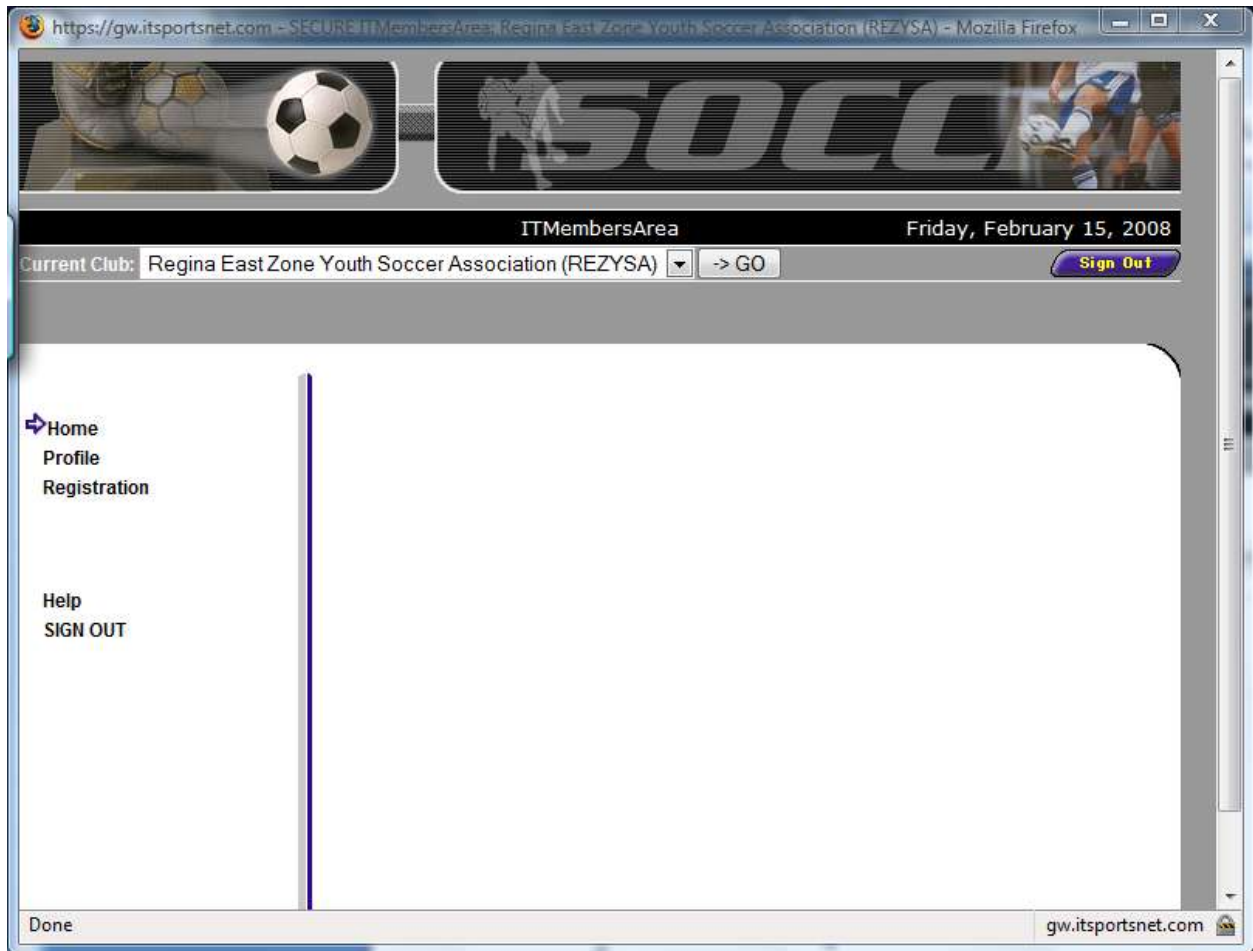 https://gw.itsportsnet.com - SECURE ITMembersArea: Regina East Zone Youth Soccer Association (REZYSA) - Mozilla Firefox
SOCC
ITMembersArea Friday, February 15, 2008
Current Club: Regina East Zone Youth Soccer Association (REZYSA) -> GO Sign Out
Home
Profile
Registration
Help
SIGN OUT
Done gw.itsportsnet.com